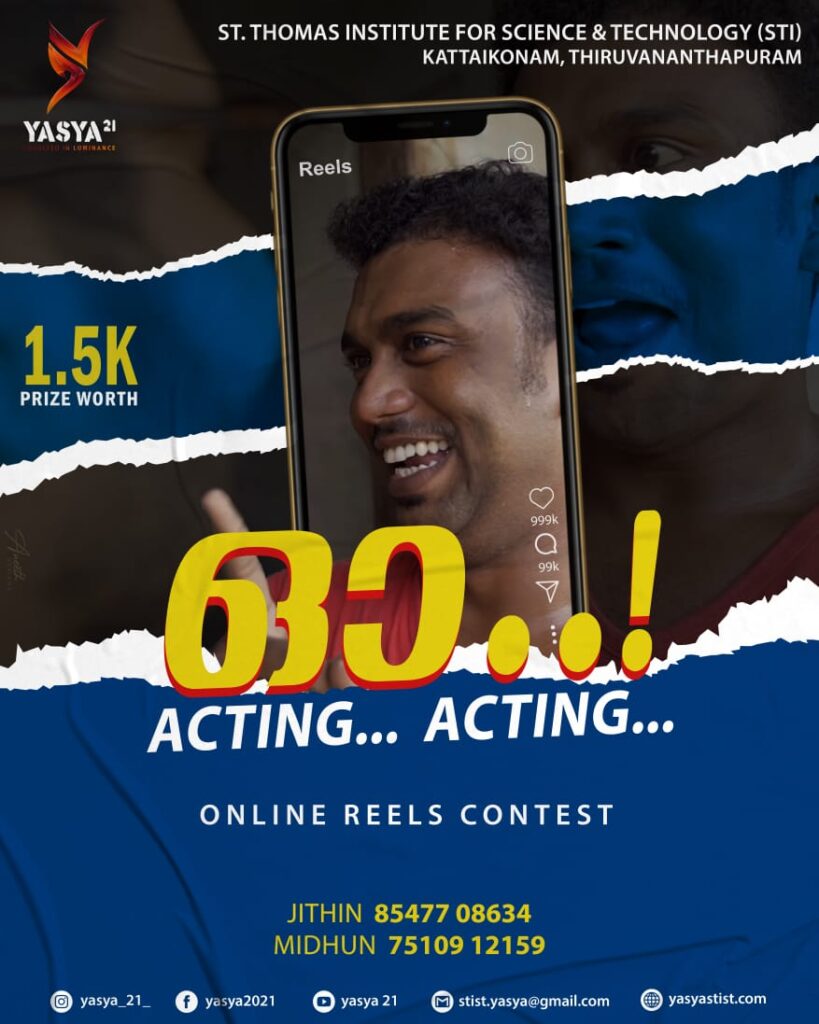 ST. THOMAS INSTITUTE FOR SCIENCE & TECHNOLOGY (STI)
KATTAIKONAM, THIRUVANANTHAPURAM
YASYA 21
IN LUMINANCE
Reels
1.5K
PRIZE WORTH
999k
99k
ഓ..!
ACTING... ACTING...
ONLINE REELS CONTEST
JITHIN 85477 08634
MIDHUN 75109 12159
yasya_21_ yasya2021 yasya 21 stist.yasya@gmail.com yasyastist.com